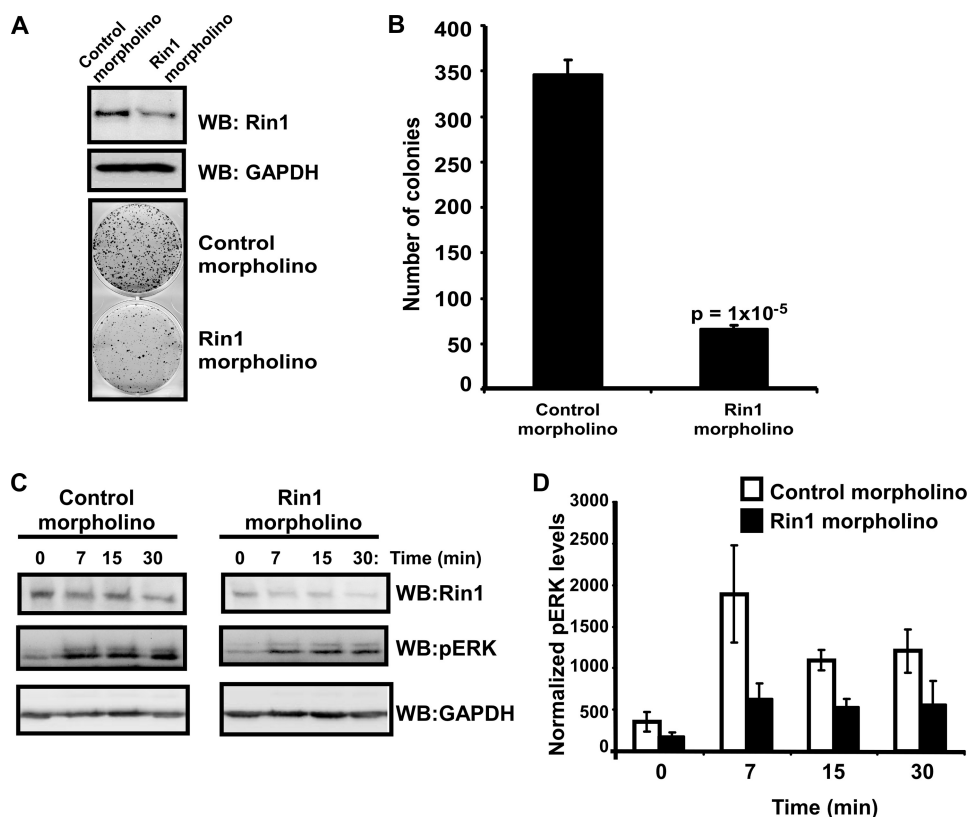 A
Control
morpholino
Rin1
morpholino
WB: Rin1
WB: GAPDH
Control
morpholino
Rin1
morpholino
B
Number of colonies
400
350
300
250
200
150
100
50
0
p = 1x10-5
Control
morpholino
Rin1
morpholino
C
Control
morpholino
Rin1
morpholino
0 7 15 30
0 7 15 30: Time (min)
WB:Rin1
WB:pERK
WB:GAPDH
D
Control morpholino
Rin1 morpholino
Normalized pERK levels
3000
2500
2000
1500
1000
500
0
0 7 15 30
Time (min)